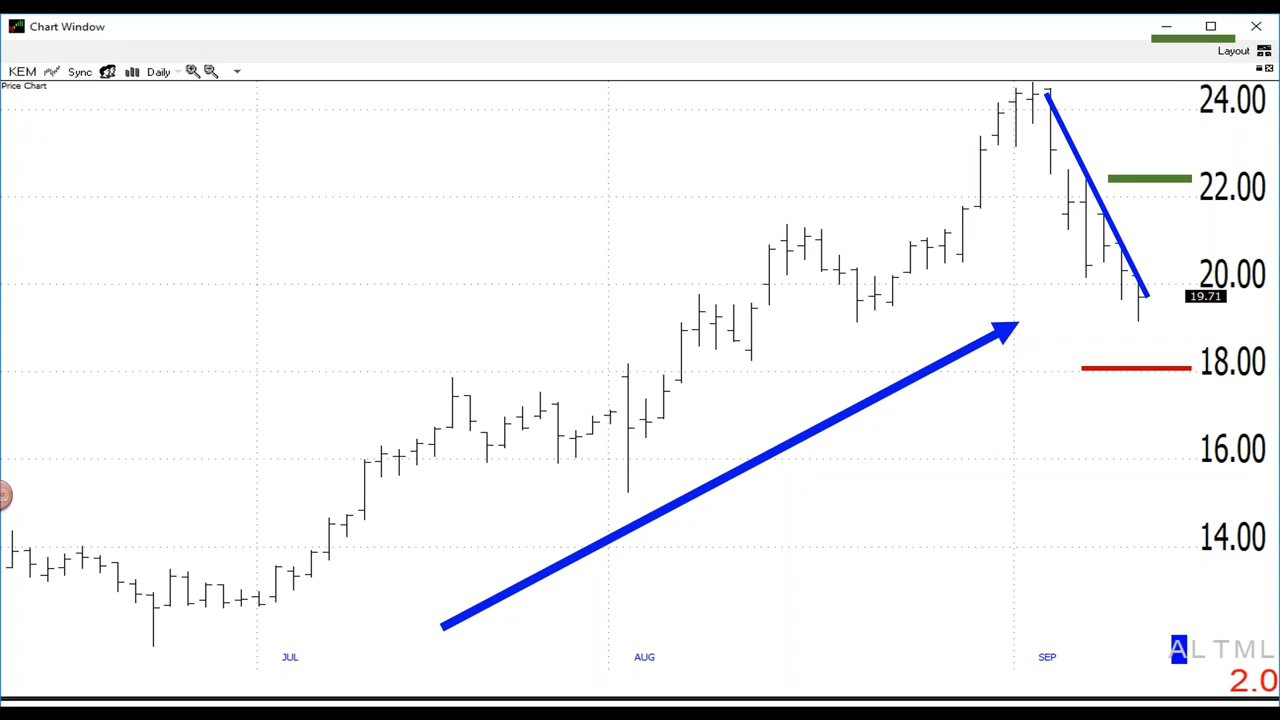 Chart Window
Layout
KEM Sync Daily
Price Chart
24.00
22.00
20.00
19.71
18.00
16.00
14.00
JUL AUG SEP
A L T M L
2.0